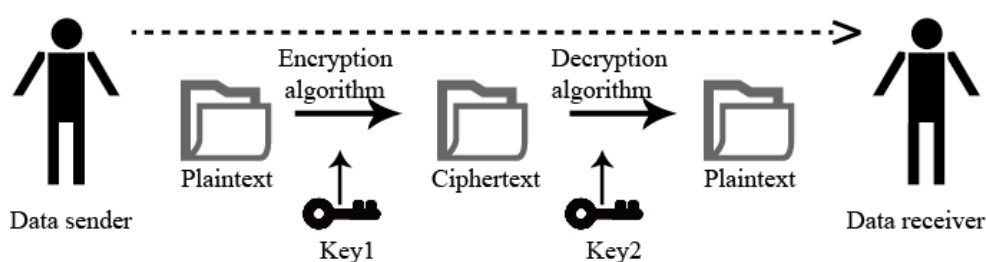 Encryption
algorithm
Decryption
algorithm
Plaintext
Ciphertext
Plaintext
Data sender
Key1
Key2
Data receiver